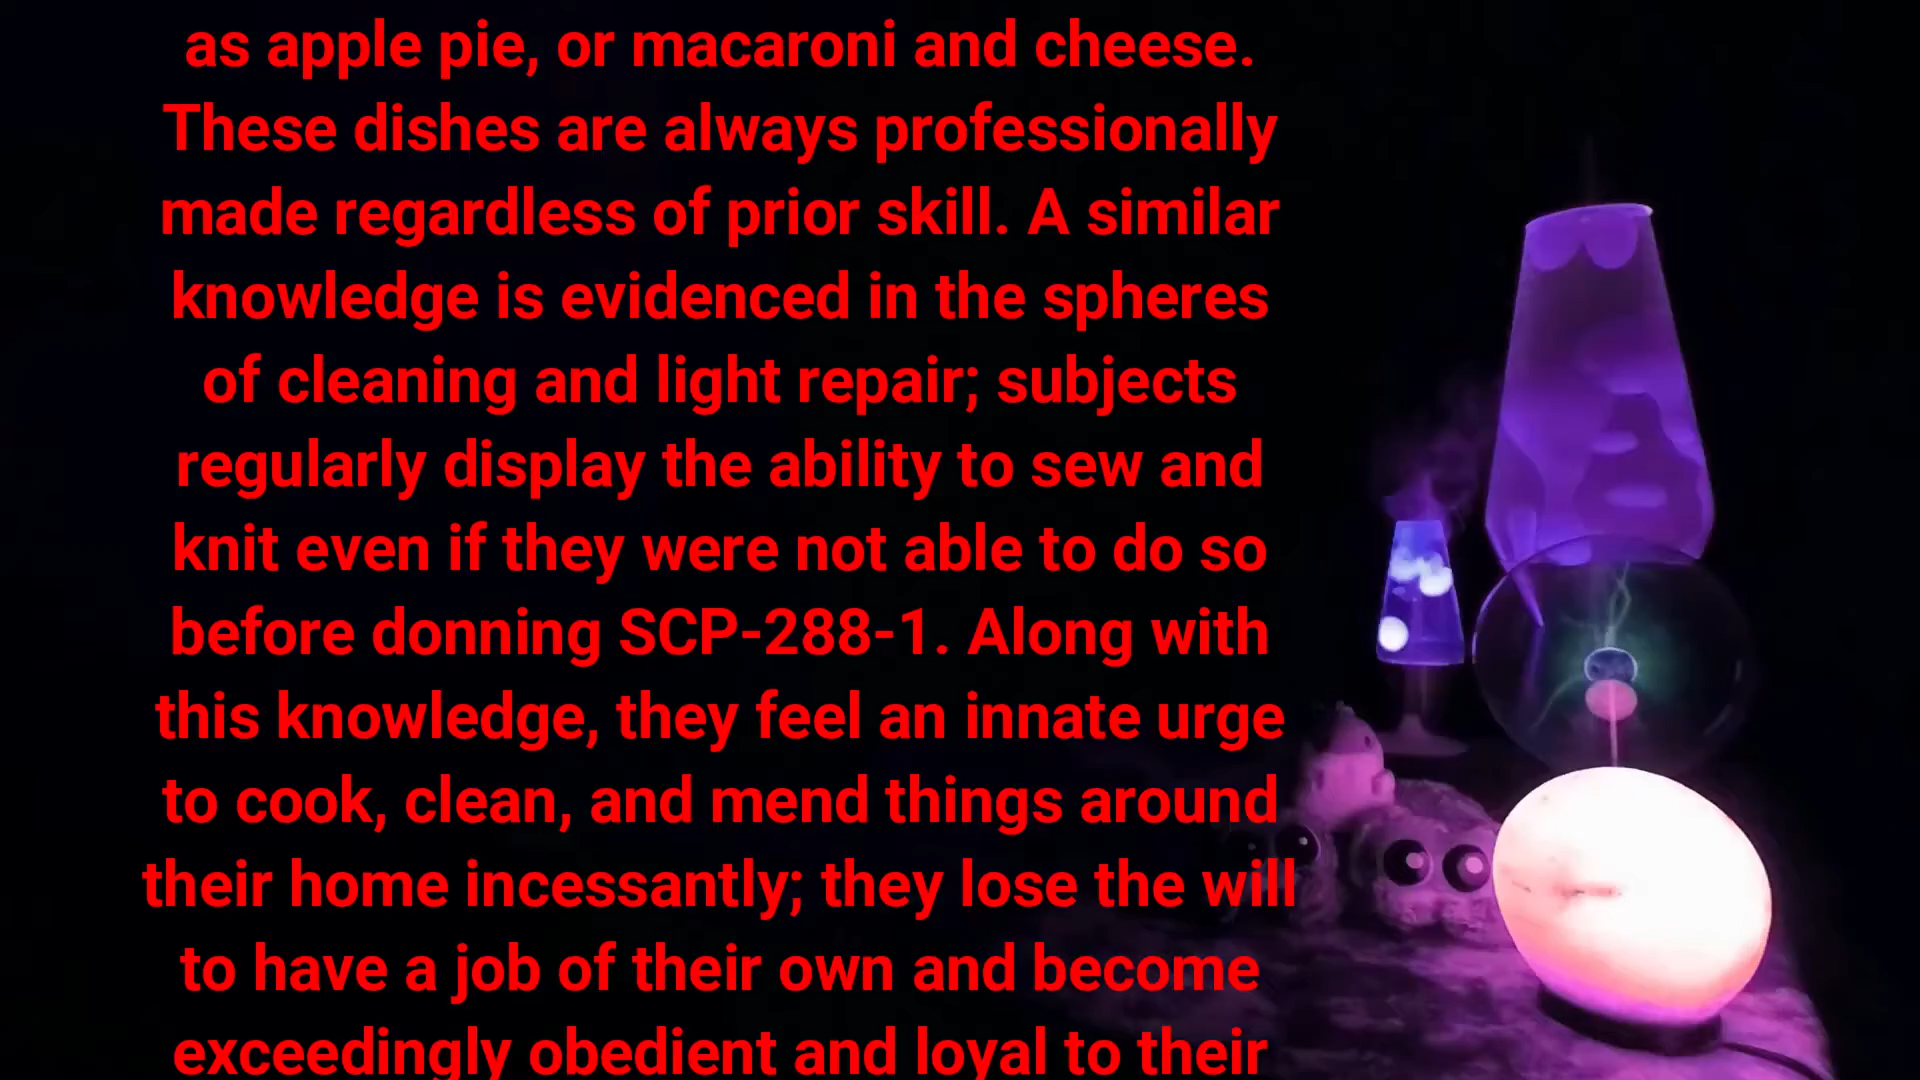 as apple pie, or macaroni and cheese.
These dishes are always professionally
made regardless of prior skill. A similar
knowledge is evidenced in the spheres
of cleaning and light repair; subjects
regularly display the ability to sew and
knit even if they were not able to do so
before donning SCP-288-1. Along with
this knowledge, they feel an innate urge
to cook, clean, and mend things around
their home incessantly; they lose the will
to have a job of their own and become
exceedingly obedient and loyal to their